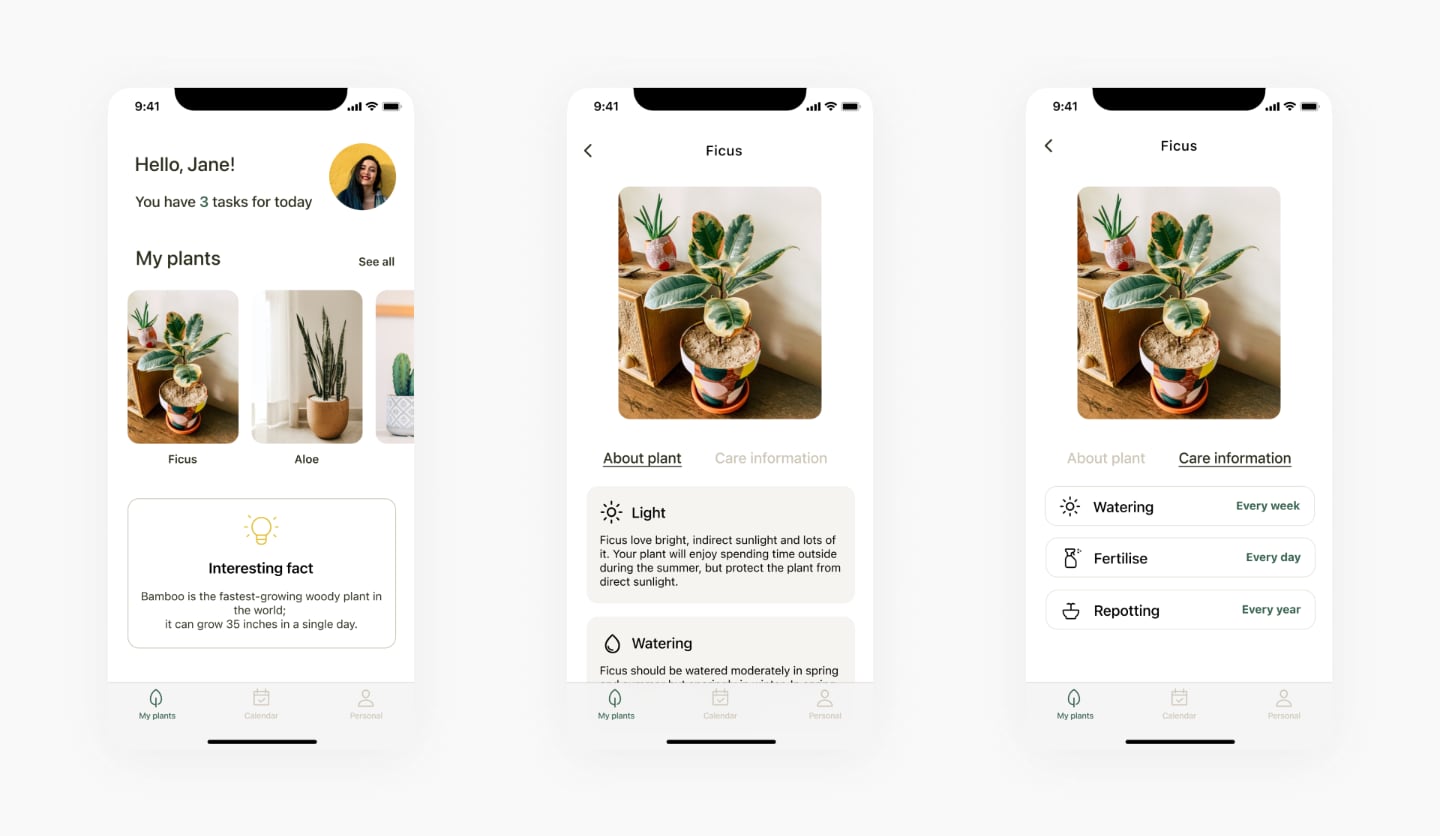 9:41
Hello, Jane!
You have 3 tasks for today
My plants
See all
Ficus
Aloe
Interesting fact
Bamboo is the fastest-growing woody plant in
the world;
it can grow 35 inches in a single day.
My plants
Calendar
Personal
9:41
Ficus
About plant
Care information
Light
Ficus love bright, indirect sunlight and lots of
it. Your plant will enjoy spending time outside
during the summer, but protect the plant from
direct sunlight.
Watering
Ficus should be watered moderately in spring
My plants
Calendar
Personal
9:41
Ficus
About plant
Care information
Watering
Every week
Fertilise
Every day
Repotting
Every year
My plants
Calendar
Personal